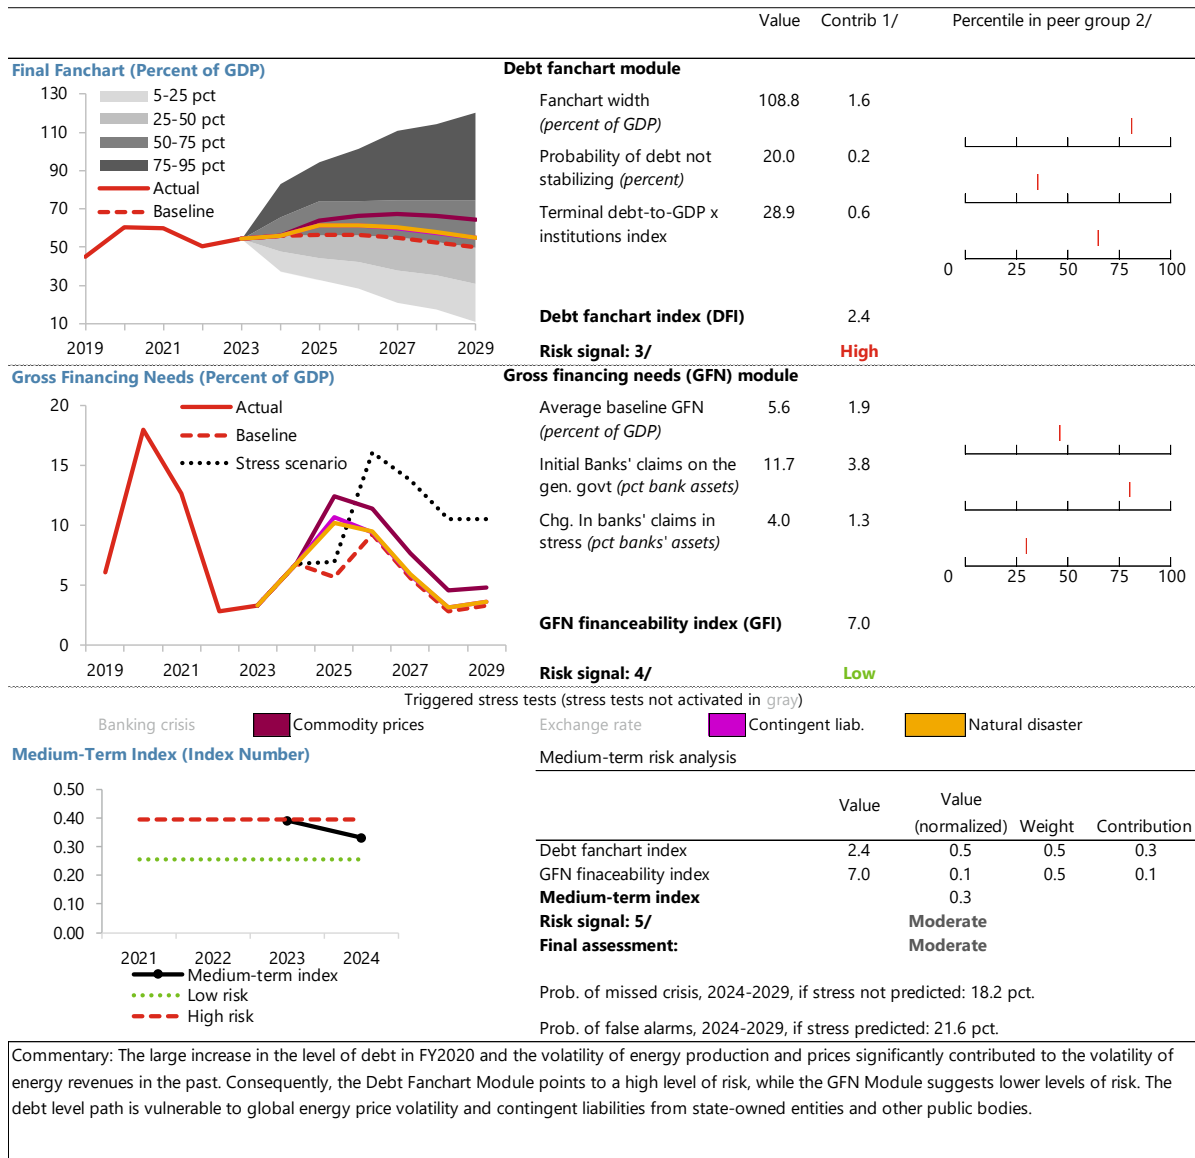 Value Contrib 1/ Percentile in peer group 2/
Final Fanchart (Percent of GDP)
130
110
90
70
50
30
10
5-25 pct
25-50 pct
50-75 pct
75-95 pct
Actual
Baseline
2019 2021 2023 2025 2027 2029
Debt fanchart module
Fanchart width 108.8 1.6
(percent of GDP)
Probability of debt not 20.0 0.2
stabilizing (percent)
Terminal debt-to-GDP x 28.9 0.6
institutions index
0 25 50 75 100
Debt fanchart index (DFI) 2.4
Risk signal: 3/ High
Gross Financing Needs (Percent of GDP)
20
15
10
5
0
Actual
Baseline
Stress scenario
2019 2021 2023 2025 2027 2029
Gross financing needs (GFN) module
Average baseline GFN 5.6 1.9
(percent of GDP)
Initial Banks' claims on the 11.7 3.8
gen. govt (pct bank assets)
Chg. In banks' claims in 4.0 1.3
stress (pct banks' assets)
0 25 50 75 100
GFN financeability index (GFI) 7.0
Risk signal: 4/ Low
Triggered stress tests (stress tests not activated in gray)
Banking crisis Commodity prices Exchange rate Contingent liab. Natural disaster
Medium-Term Index (Index Number)
0.50
0.40
0.30
0.20
0.10
0.00
2021 2022 2023 2024
Medium-term index
Low risk
High risk
Medium-term risk analysis
Value Value
(normalized) Weight Contribution
Debt fanchart index 2.4 0.5 0.5 0.3
GFN finaceability index 7.0 0.1 0.5 0.1
Medium-term index 0.3
Risk signal: 5/ Moderate
Final assessment: Moderate
Prob. of missed crisis, 2024-2029, if stress not predicted: 18.2 pct.
Prob. of false alarms, 2024-2029, if stress predicted: 21.6 pct.
Commentary: The large increase in the level of debt in FY2020 and the volatility of energy production and prices significantly contributed to the volatility of
energy revenues in the past. Consequently, the Debt Fanchart Module points to a high level of risk, while the GFN Module suggests lower levels of risk. The
debt level path is vulnerable to global energy price volatility and contingent liabilities from state-owned entities and other public bodies.